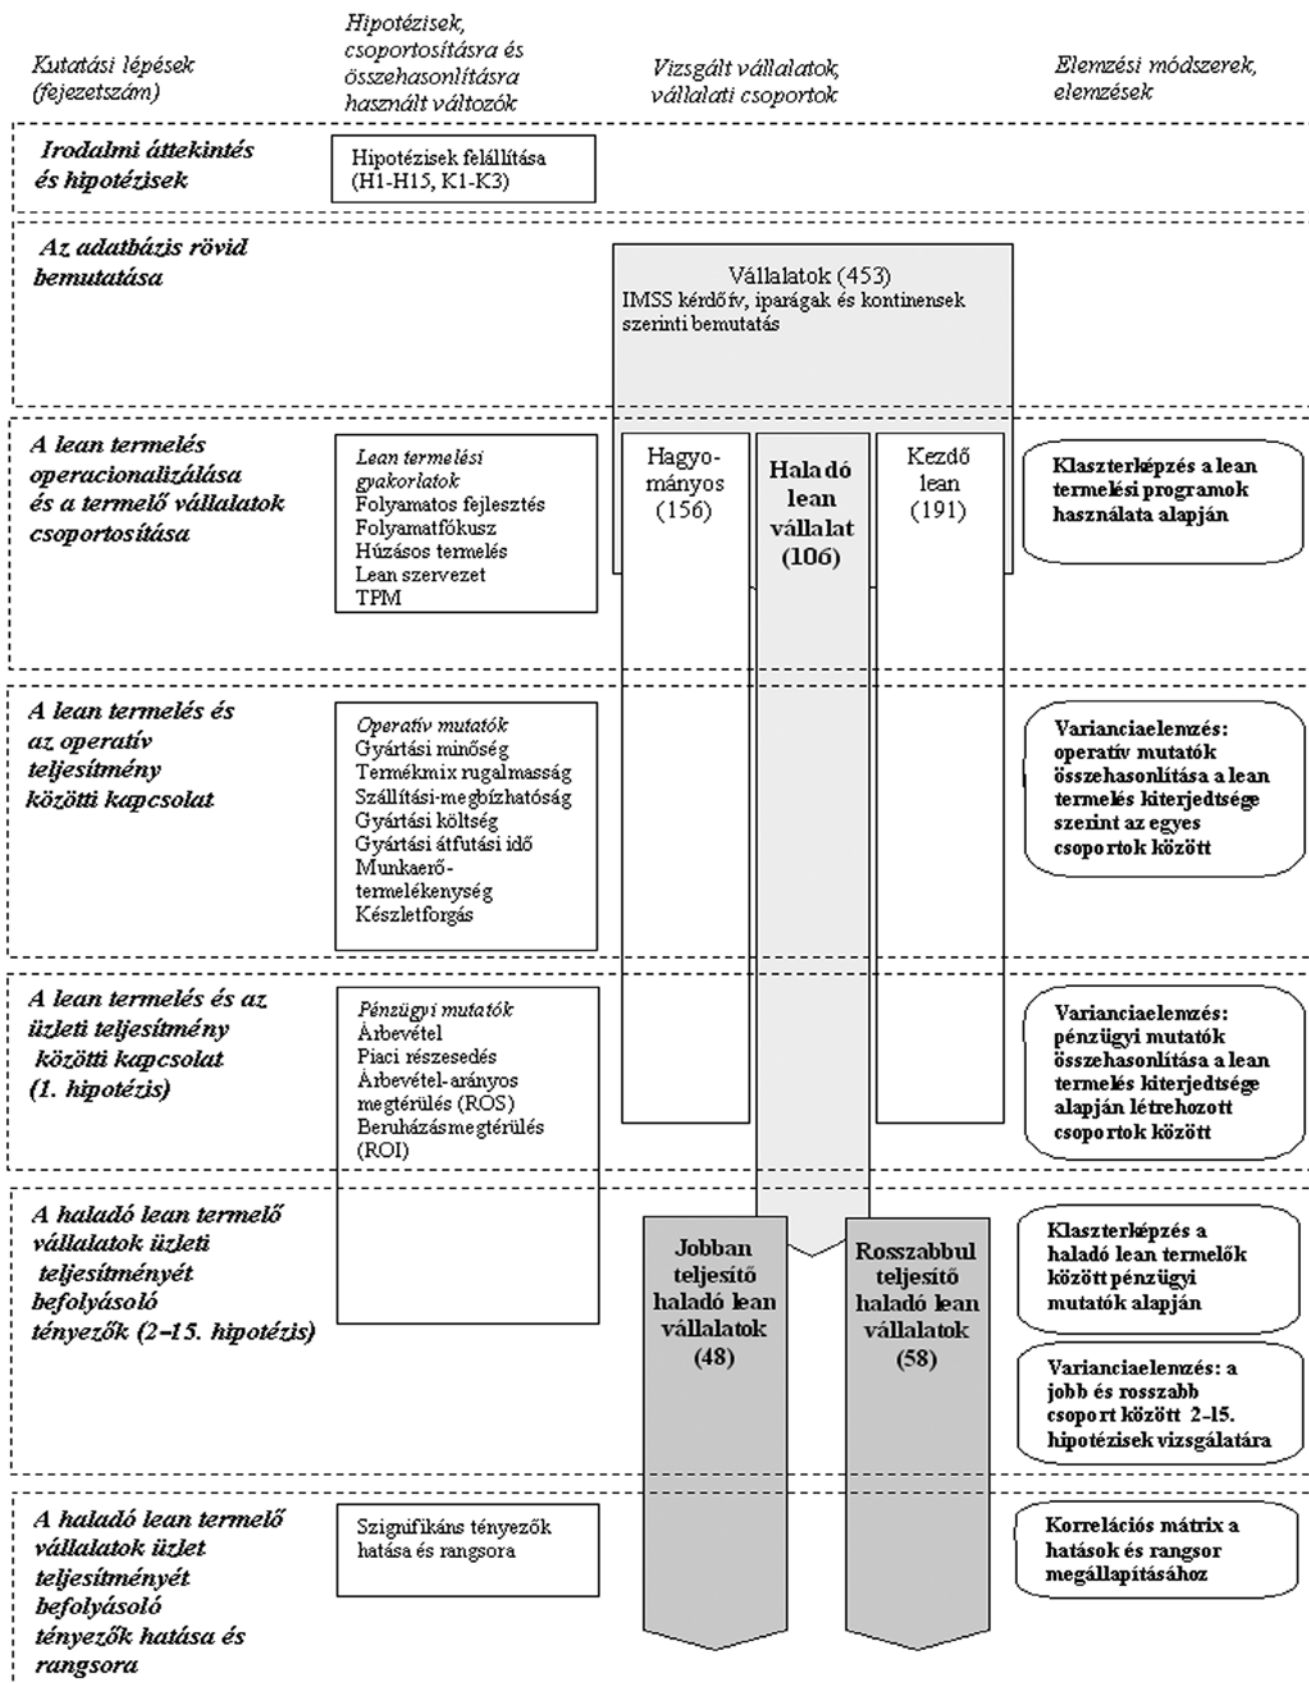 Kutatási lépések
(fejezetszám)
Hipotézisek,
csoportosításra és
összehasonlításra
használt változók
Vizsgált vállalatok,
vállalati csoportok
Elemzési módszerek,
elemzések
Irodalmi áttekintés
és hipotézisek
Hipotézisek felállítása
(H1-H15, K1-K3)
Az adatbázis rövid
bemutatása
Vállalatok (453)
IMSS kérdőív, iparágak és kontinensek
szerinti bemutatás
A lean termelés
operacionalizálása
és a termelő vállalatok
csoportosítása
Lean termelési
gyakorlatok
Folyamatos fejlesztés
Folyamatfókusz
Húzásos termelés
Lean szervezet
TPM
Hagyo-
mányos
(156)
Haladó
lean
vállalat
(106)
Kezdő
lean
(191)
Klaszterképzés a lean
termelési programok
használata alapján
A lean termelés és
az operatív
teljesítmény
közötti kapcsolat
Operatív mutatók
Gyártási minőség
Termékmix rugalmasság
Szállítási-megbízhatóság
Gyártási költség
Gyártási átfutási idő
Munkaerő-
termelékenység
Készletforgás
Varianciaelemzés:
operatív mutatók
összehasonlítása a lean
termelés kiterjedtsége
szerint az egyes
csoportok között
A lean termelés és az
üzleti teljesítmény
közötti kapcsolat
(1. hipotézis)
Pénzügyi mutatók
Árbevétel
Piaci részesedés
Árbevétel-arányos
megtérülés (ROS)
Beruházásmegtérülés
(ROI)
Varianciaelemzés:
pénzügyi mutatók
összehasonlítása a lean
termelés kiterjedtsége
alapján létrehozott
csoportok között
A haladó lean termelő
vállalatok üzleti
teljesítményét
befolyásoló
tényezők (2–15. hipotézis)
Jobban
teljesítő
haladó lean
vállalatok
(48)
Rosszabbul
teljesítő
haladó lean
vállalatok
(58)
Klaszterképzés a
haladó lean termelők
között pénzügyi
mutatók alapján
Varianciaelemzés: a
jobb és rosszabb
csoport között 2–15.
hipotézisek vizsgálatára
A haladó lean termelő
vállalatok üzlet
teljesítményét
befolyásoló
tényezők hatása és
rangsora
Szignifikáns tényezők
hatása és rangsora
Korrelációs mátrix a
hatások és rangsor
megállapításához